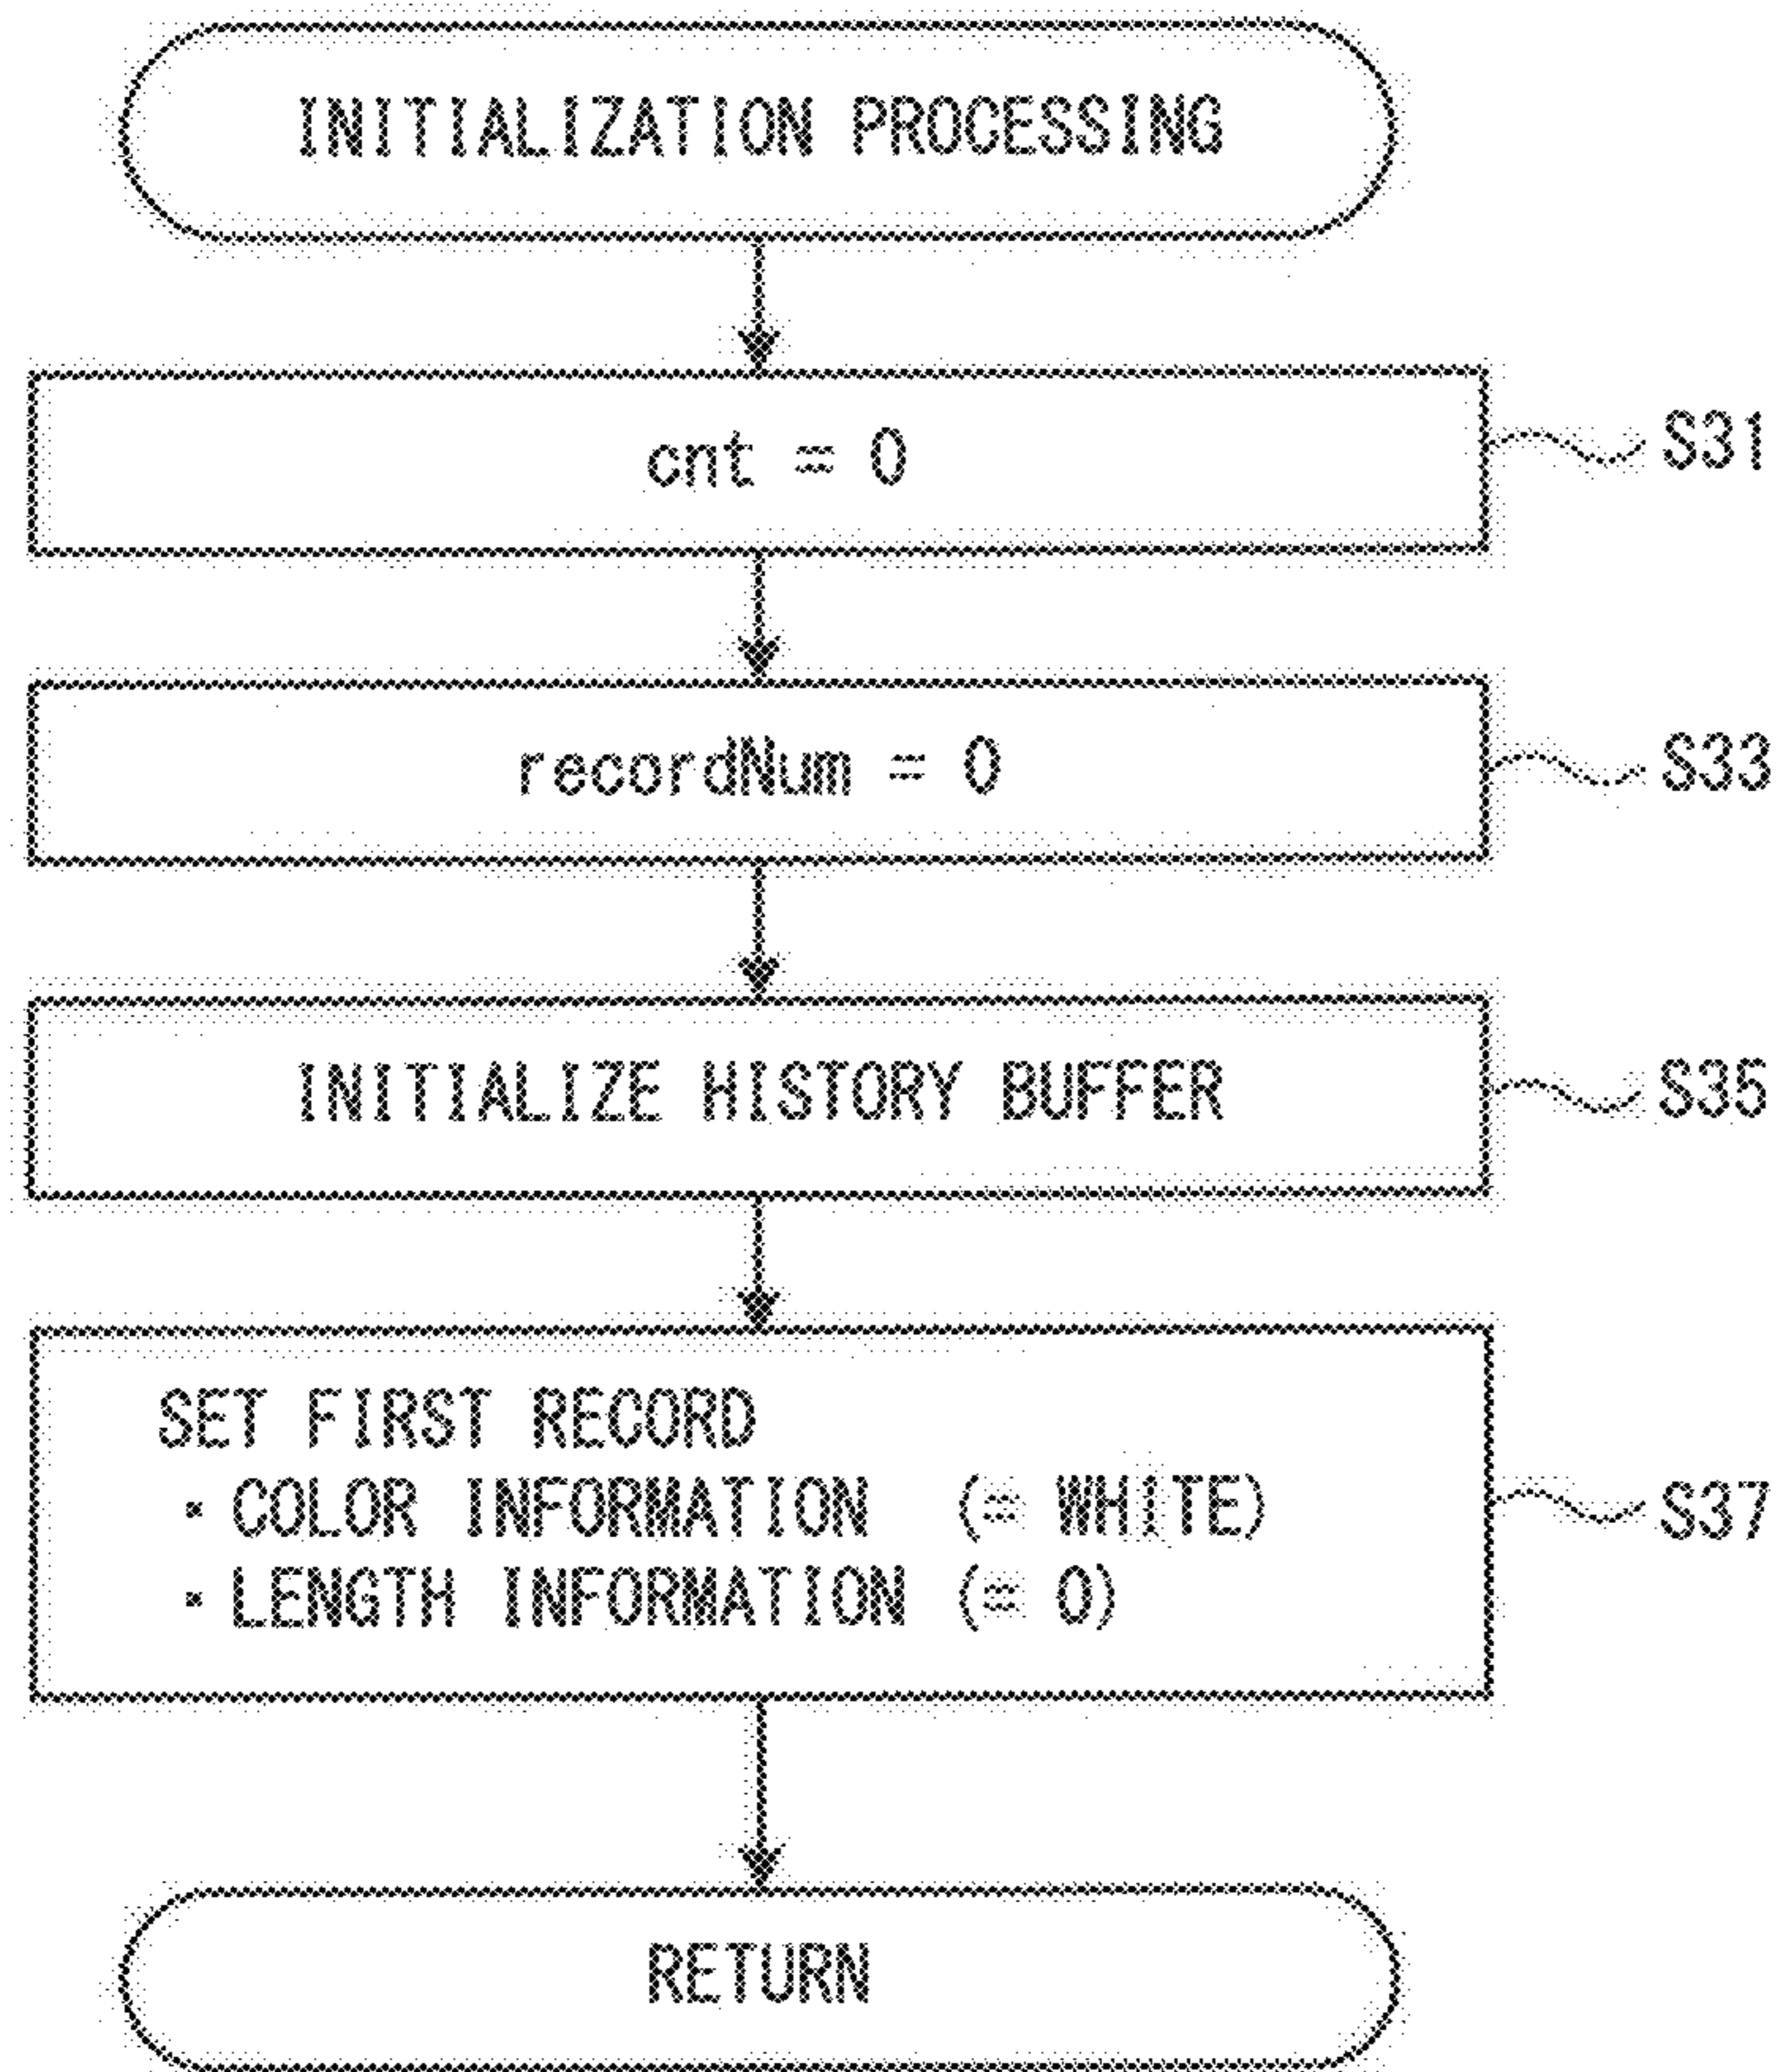 INITIALIZATION PROCESSING
cnt = 0
S31
recordNum = 0
S33
INITIALIZE HISTORY BUFFER
S35
SET FIRST RECORD
・COLOR INFORMATION (= WHITE)
・LENGTH INFORMATION (= 0)
S37
RETURN